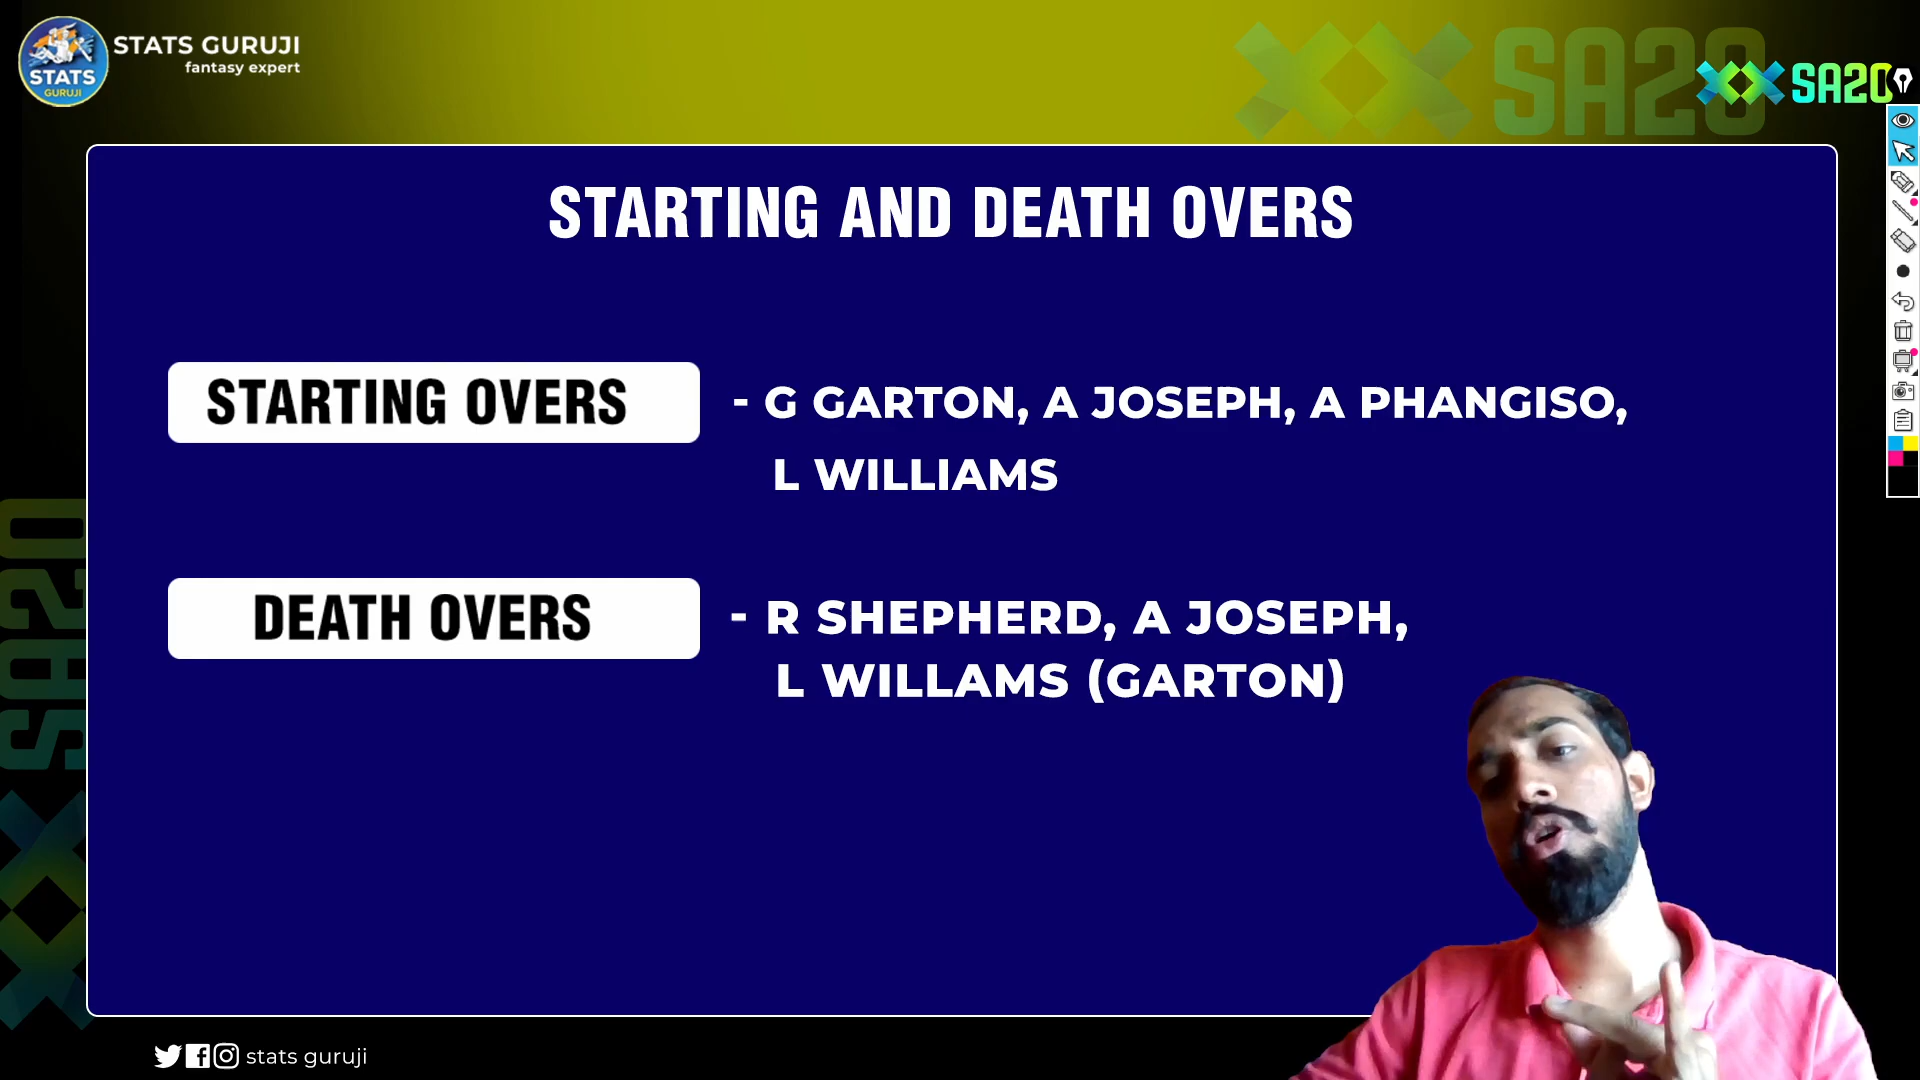 STATS GURUJI
fantasy expert
STATS
GURUJI
SA20
SA20
STARTING AND DEATH OVERS
STARTING OVERS
- G GARTON, A JOSEPH, A PHANGISO,
L WILLIAMS
DEATH OVERS
- R SHEPHERD, A JOSEPH,
L WILLAMS (GARTON)
SA20
stats guruji